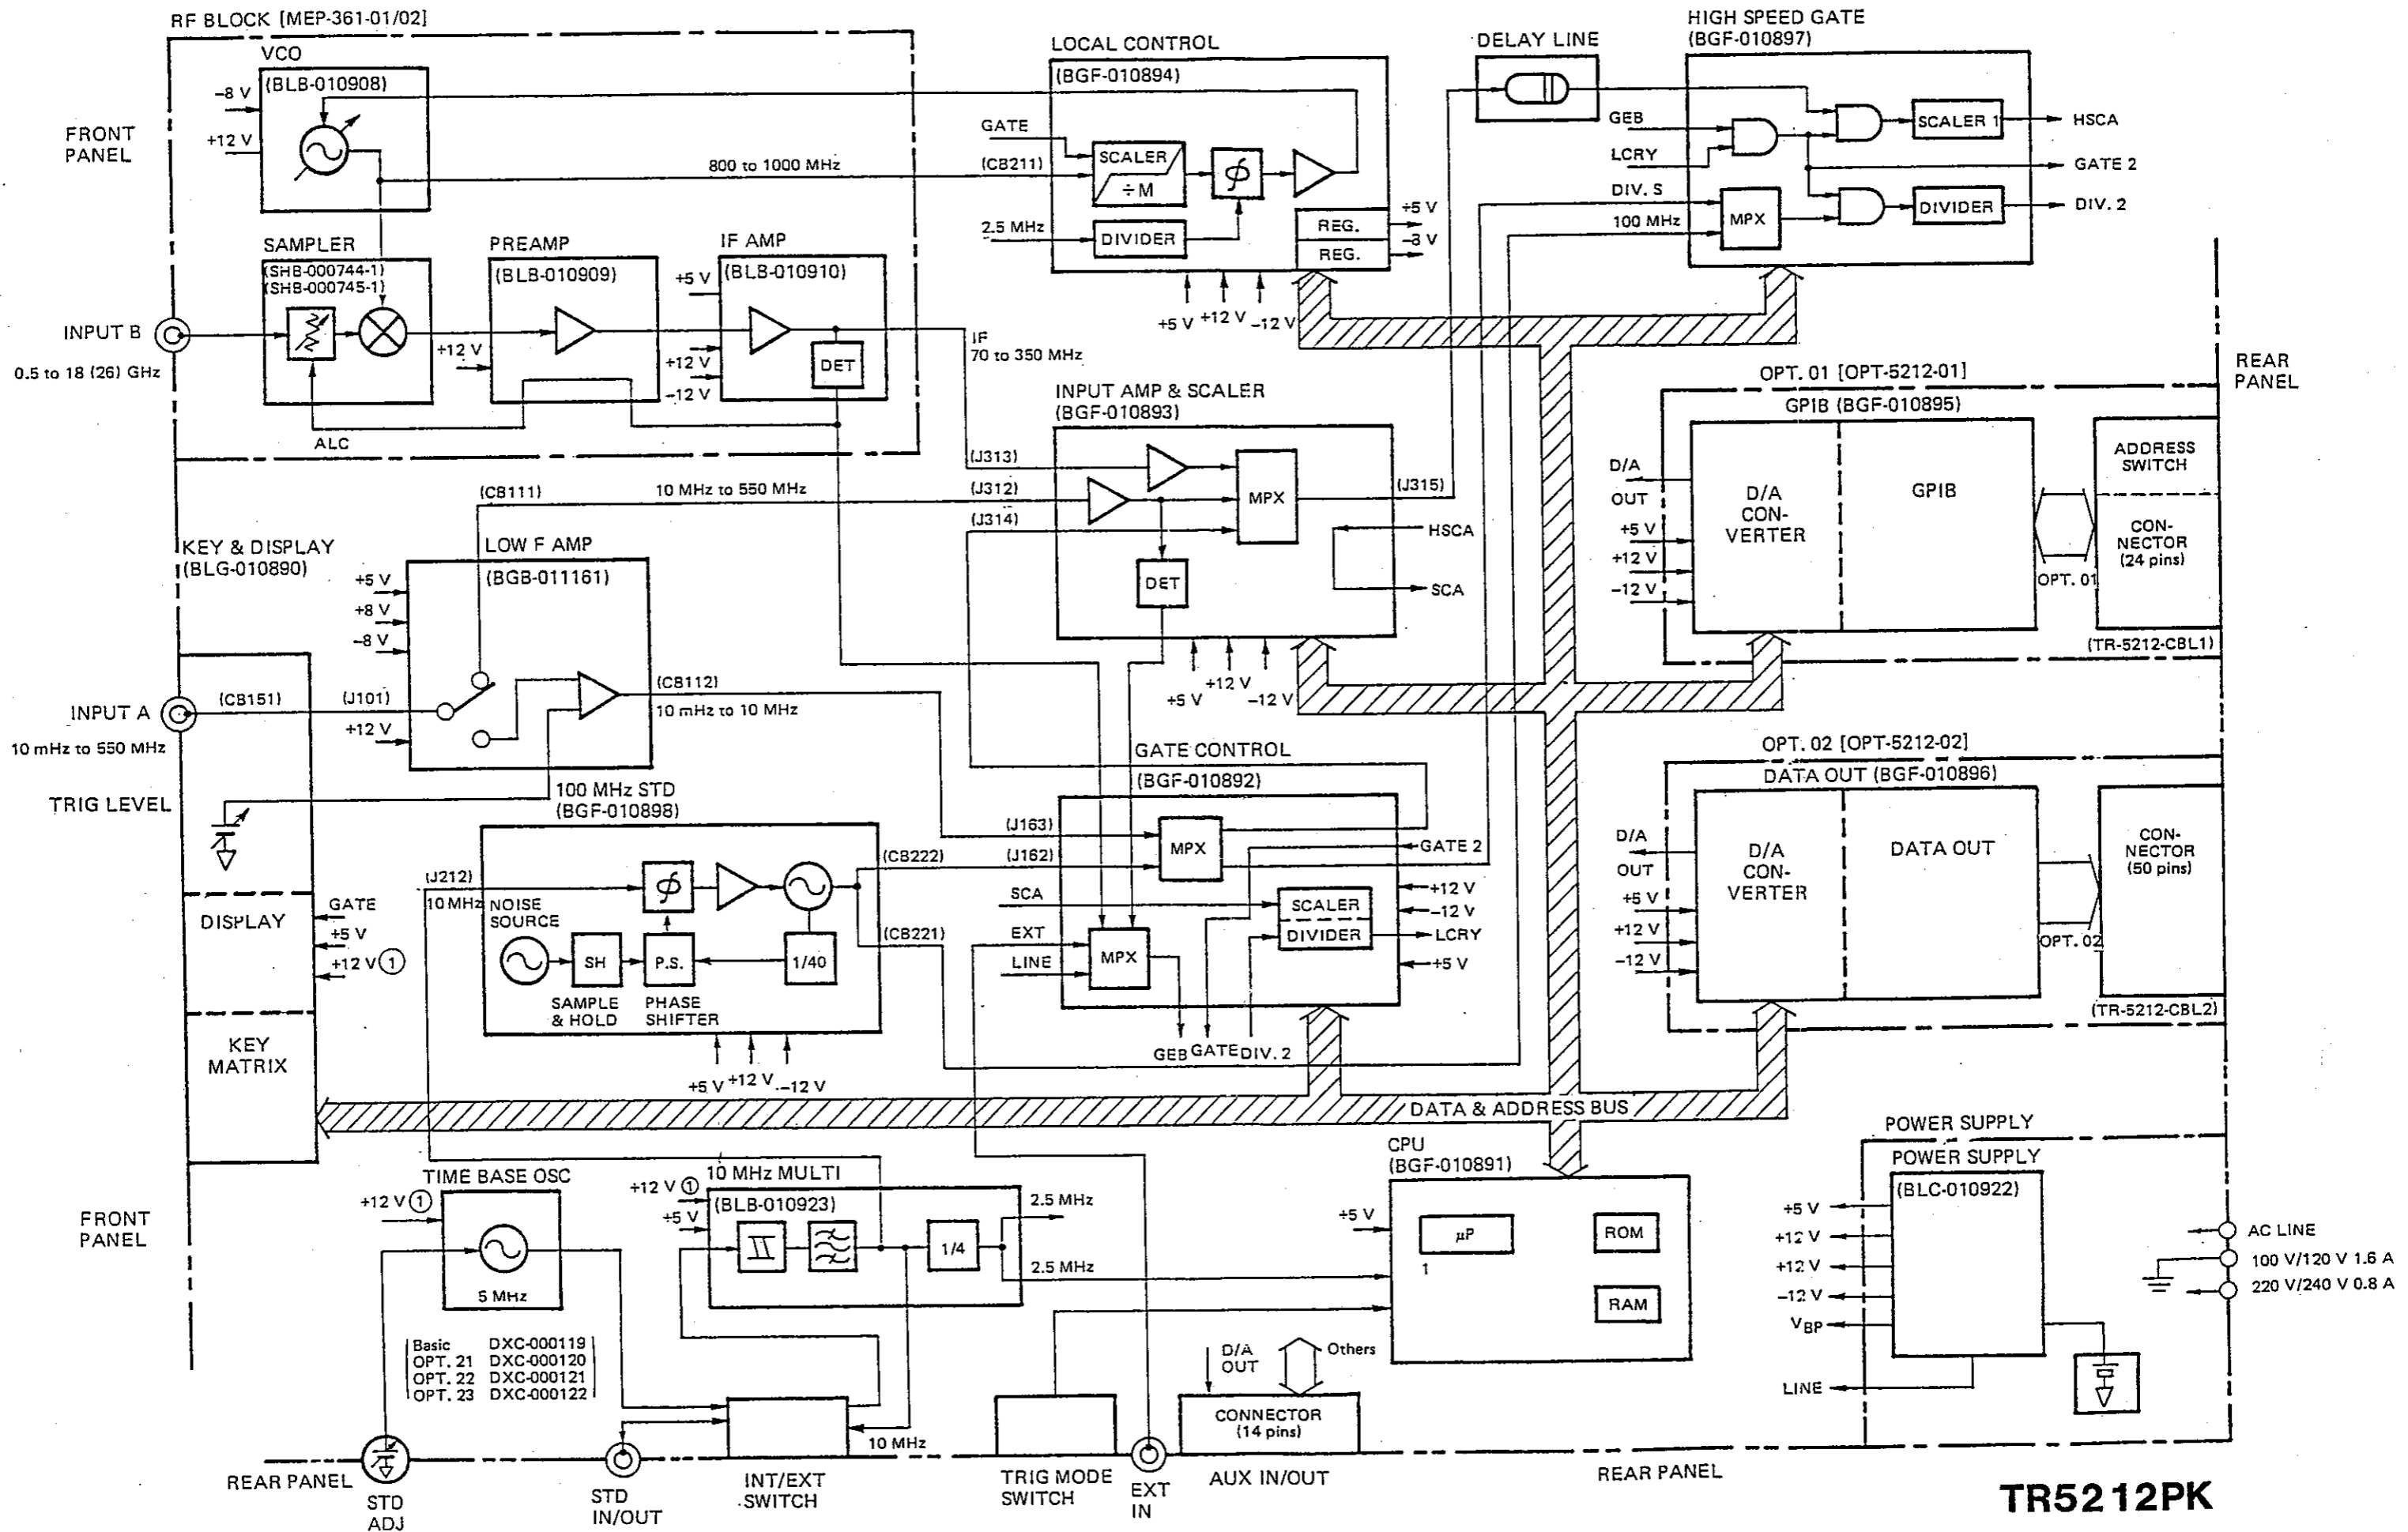 RF BLOCK [MEP-361-01/02]
VCO
(BLB-010908)
−8 V
+12 V
FRONT
PANEL
800 to 1000 MHz
SAMPLER
(SHB-000744-1)
(SHB-000745-1)
PREAMP
(BLB-010909)
+12 V
IF AMP
(BLB-010910)
+5 V
+12 V
−12 V
DET
INPUT B
0.5 to 18 (26) GHz
ALC
IF
70 to 350 MHz
LOCAL CONTROL
(BGF-010894)
GATE
(CB211)
SCALER
÷M
ϕ
2.5 MHz
DIVIDER
REG.
REG.
+5 V
−8 V
+5 V
+12 V
−12 V
DELAY LINE
HIGH SPEED GATE
(BGF-010897)
GEB
LCRY
DIV. S
100 MHz
MPX
SCALER 1
DIVIDER
HSCA
GATE 2
DIV. 2
REAR
PANEL
INPUT AMP & SCALER
(BGF-010893)
(J313)
(J312)
(J314)
MPX
(J315)
DET
HSCA
SCA
+5 V
+12 V
−12 V
OPT. 01 [OPT-5212-01]
GPIB (BGF-010895)
D/A
OUT
+5 V
+12 V
−12 V
D/A
CON-
VERTER
GPIB
OPT. 01
ADDRESS
SWITCH
CON-
NECTOR
(24 pins)
(TR-5212-CBL1)
KEY & DISPLAY
(BLG-010890)
(CB111)
10 MHz to 550 MHz
LOW F AMP
(BGB-011161)
+5 V
+8 V
−8 V
+12 V
INPUT A
10 mHz to 550 MHz
(CB151)
(J101)
(CB112)
10 mHz to 10 MHz
TRIG LEVEL
DISPLAY
GATE
+5 V
+12 V ①
KEY
MATRIX
100 MHz STD
(BGF-010898)
(J212)
10 MHz
NOISE
SOURCE
ϕ
SH
P.S.
1/40
SAMPLE
& HOLD
PHASE
SHIFTER
(CB222)
(CB221)
+5 V
+12 V
−12 V
GATE CONTROL
(BGF-010892)
(J163)
(J162)
MPX
GATE 2
SCA
+12 V
−12 V
SCALER
DIVIDER
LCRY
+5 V
EXT
LINE
MPX
GEB
GATE
DIV. 2
OPT. 02 [OPT-5212-02]
DATA OUT (BGF-010896)
D/A
OUT
+5 V
+12 V
−12 V
D/A
CON-
VERTER
DATA OUT
OPT. 02
CON-
NECTOR
(50 pins)
(TR-5212-CBL2)
DATA & ADDRESS BUS
FRONT
PANEL
TIME BASE OSC
+12 V ①
5 MHz
Basic DXC-000119
OPT. 21 DXC-000120
OPT. 22 DXC-000121
OPT. 23 DXC-000122
10 MHz MULTI
(BLB-010923)
+12 V ①
+5 V
1/4
2.5 MHz
2.5 MHz
10 MHz
CPU
(BGF-010891)
+5 V
μP
1
ROM
RAM
D/A
OUT
Others
CONNECTOR
(14 pins)
POWER SUPPLY
POWER SUPPLY
(BLC-010922)
+5 V
+12 V
+12 V
−12 V
VBP
LINE
AC LINE
100 V/120 V 1.6 A
220 V/240 V 0.8 A
REAR PANEL
STD
ADJ
STD
IN/OUT
INT/EXT
SWITCH
TRIG MODE
SWITCH
EXT
IN
AUX IN/OUT
REAR PANEL
TR5212PK